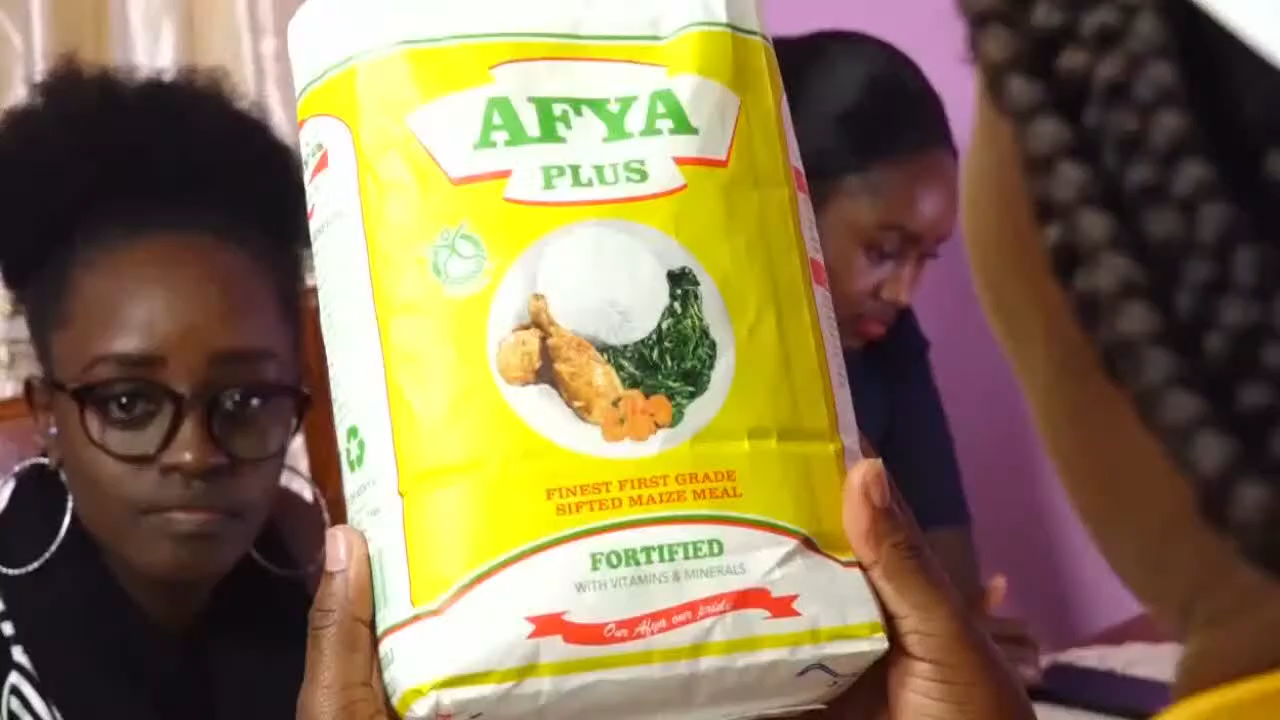 AFYA
PLUS
FINEST FIRST GRADE
SIFTED MAIZE MEAL
FORTIFIED
WITH VITAMINS & MINERALS
Our Afya our pride